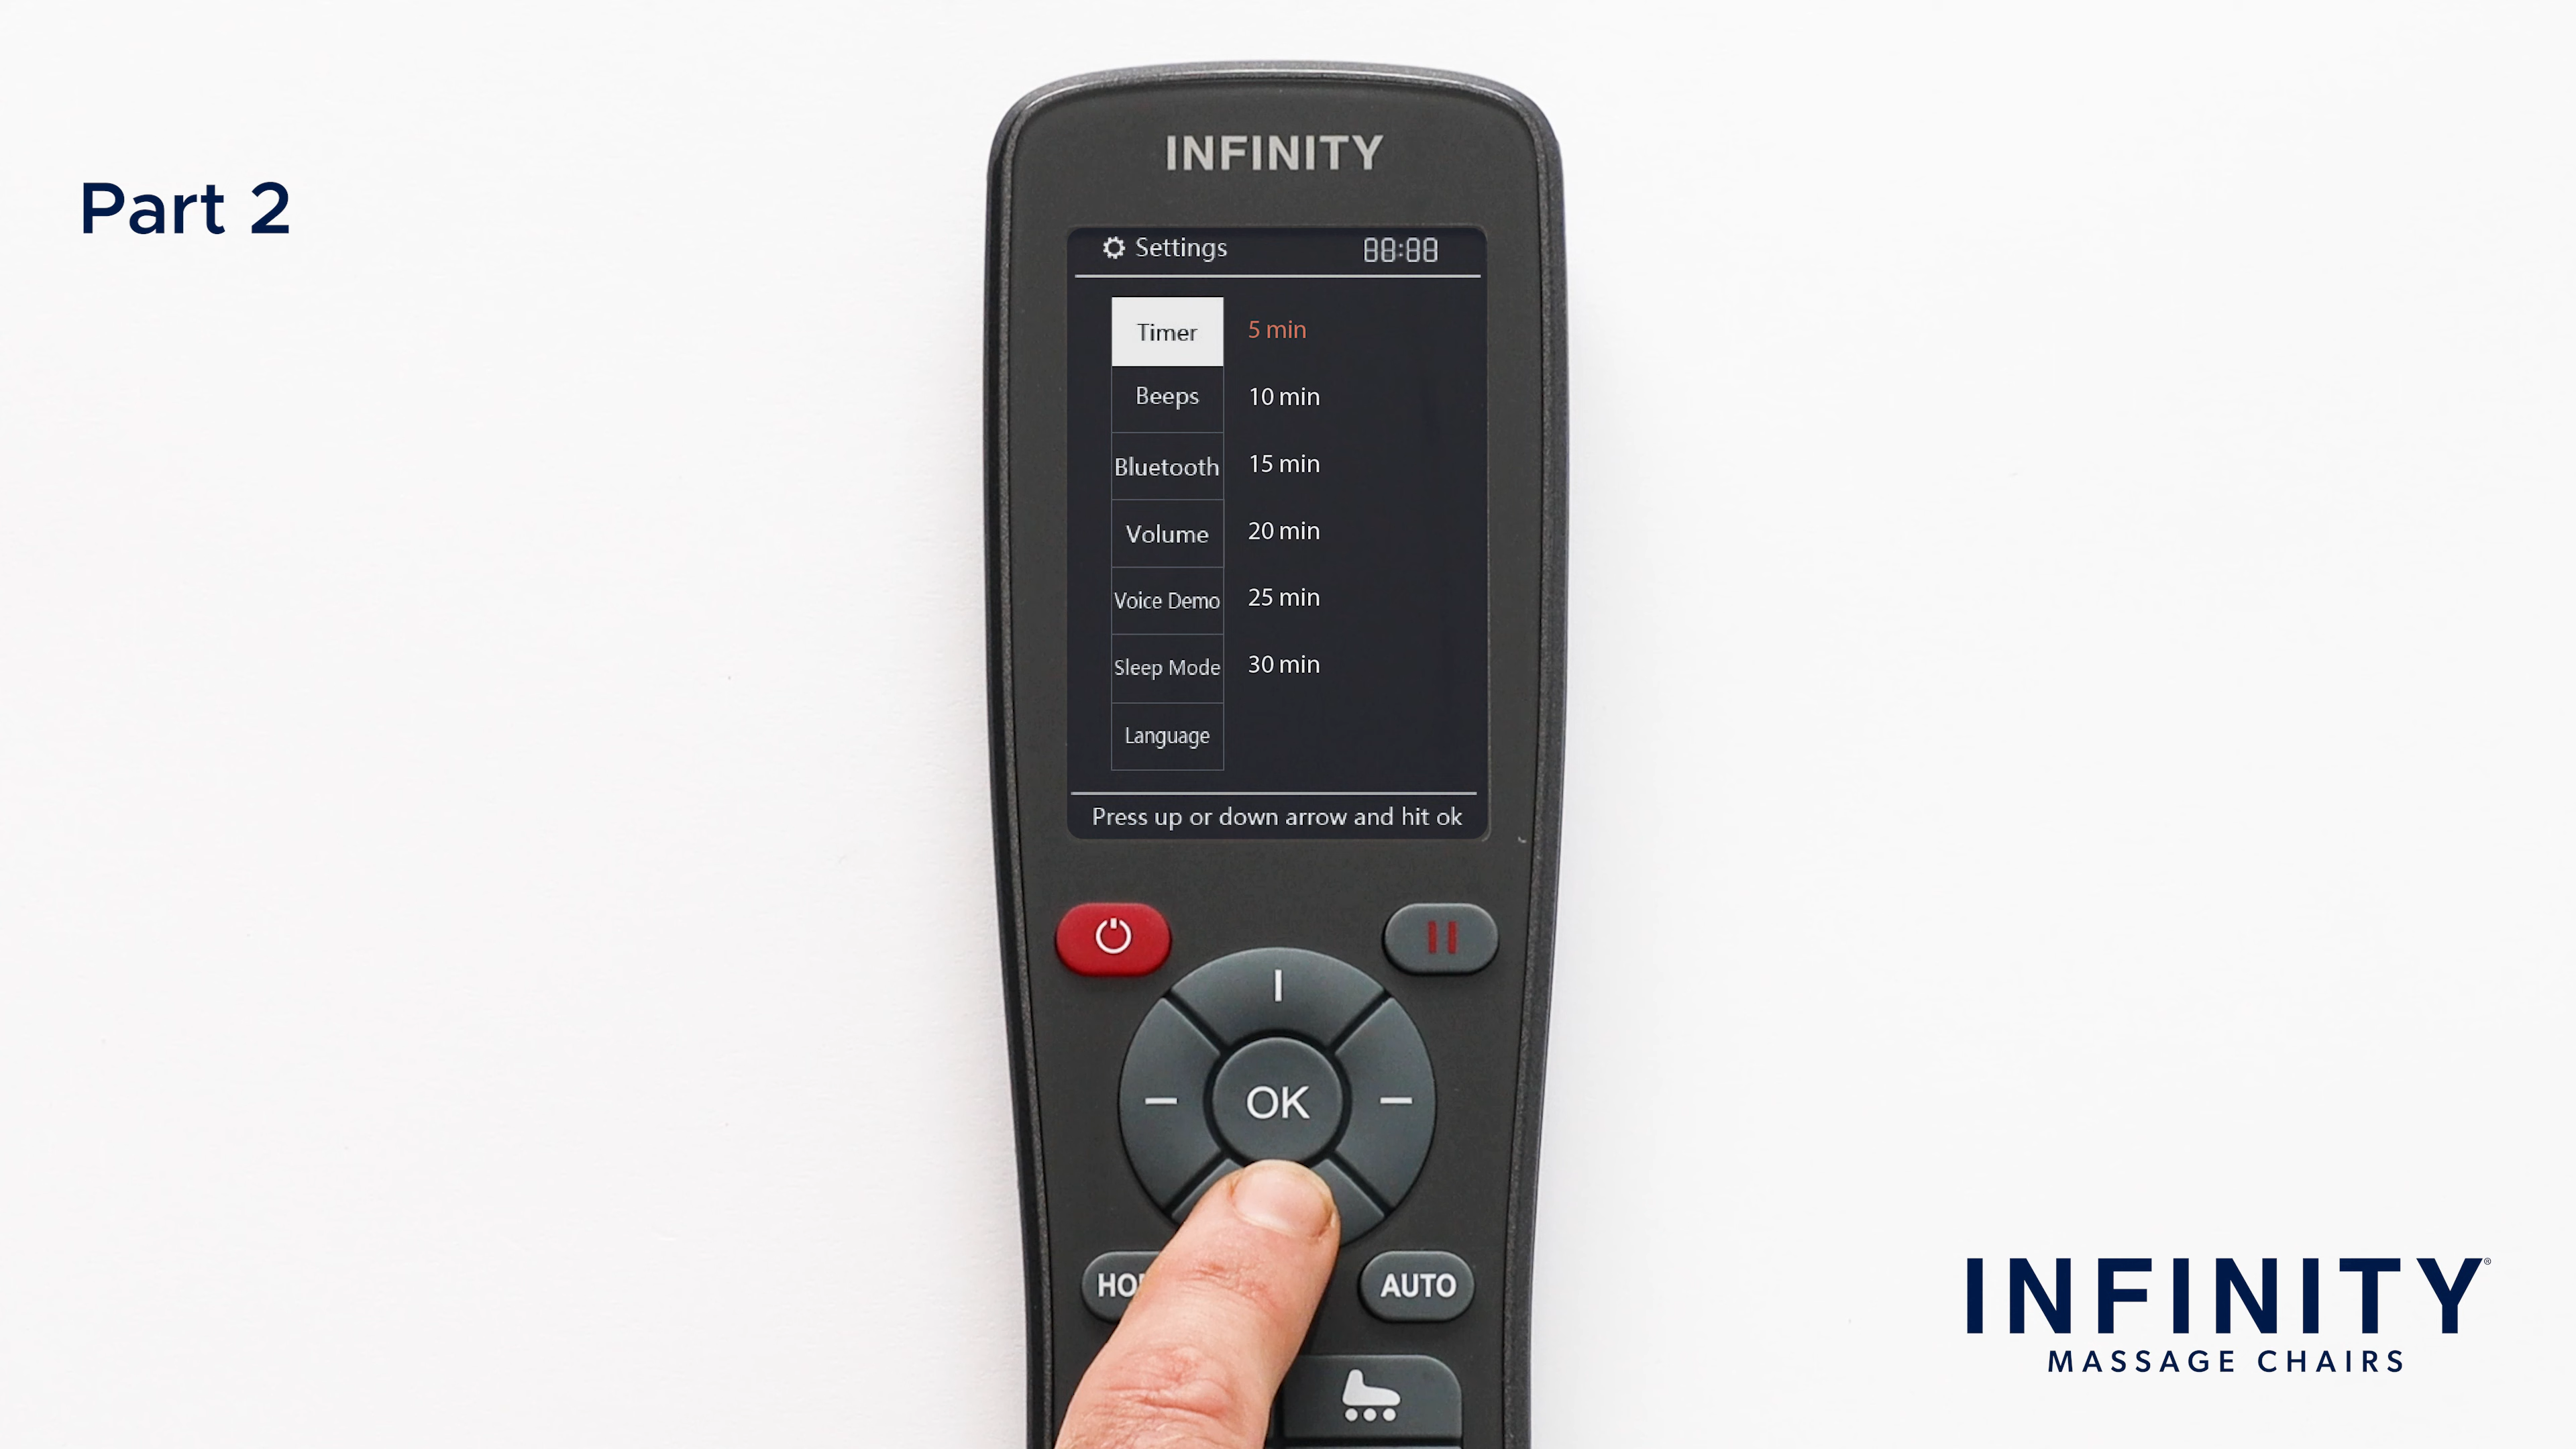 Part 2
INFINITY
Settings 88:88
Timer 5 min
Beeps 10 min
Bluetooth 15 min
Volume 20 min
Voice Demo 25 min
Sleep Mode 30 min
Language
Press up or down arrow and hit ok
OK
AUTO
INFINITY®
MASSAGE CHAIRS